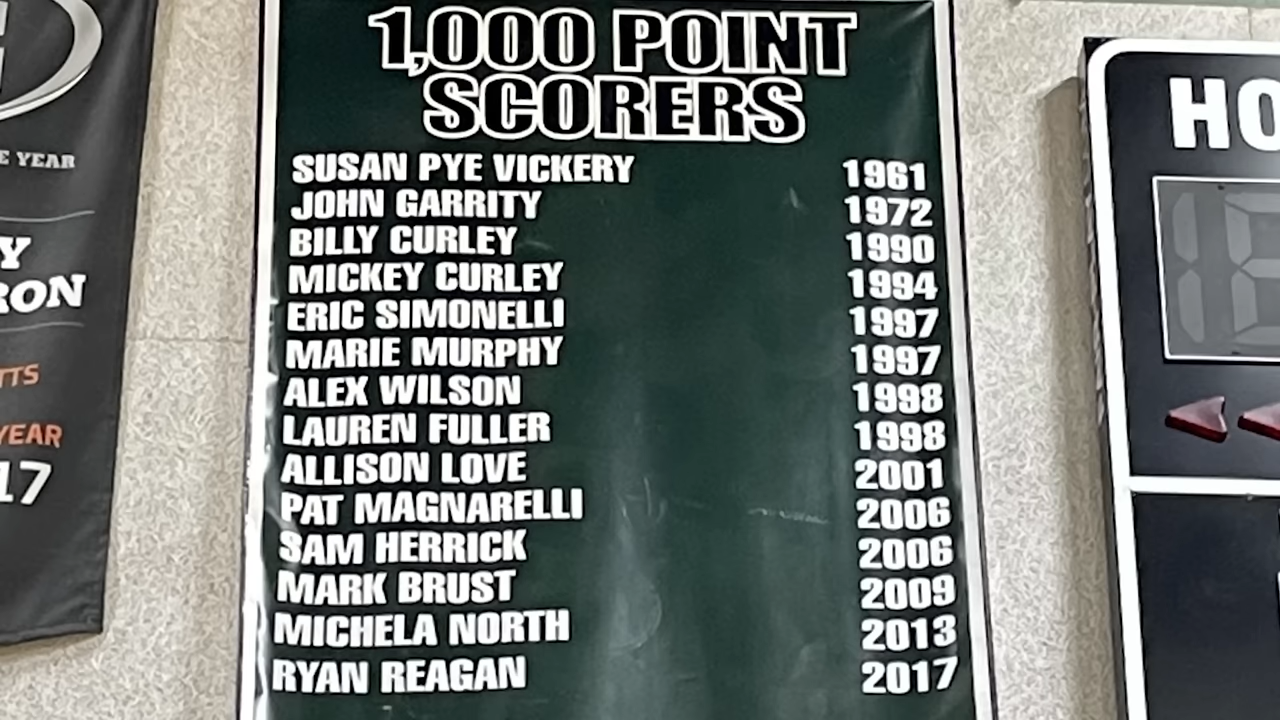 1,000 POINT
SCORERS
SUSAN PYE VICKERY 1961
JOHN GARRITY 1972
BILLY CURLEY 1990
MICKEY CURLEY 1994
ERIC SIMONELLI 1997
MARIE MURPHY 1997
ALEX WILSON 1998
LAUREN FULLER 1998
ALLISON LOVE 2001
PAT MAGNARELLI 2006
SAM HERRICK 2006
MARK BRUST 2009
MICHELA NORTH 2013
RYAN REAGAN 2017
YEAR
YEAR
17
HO